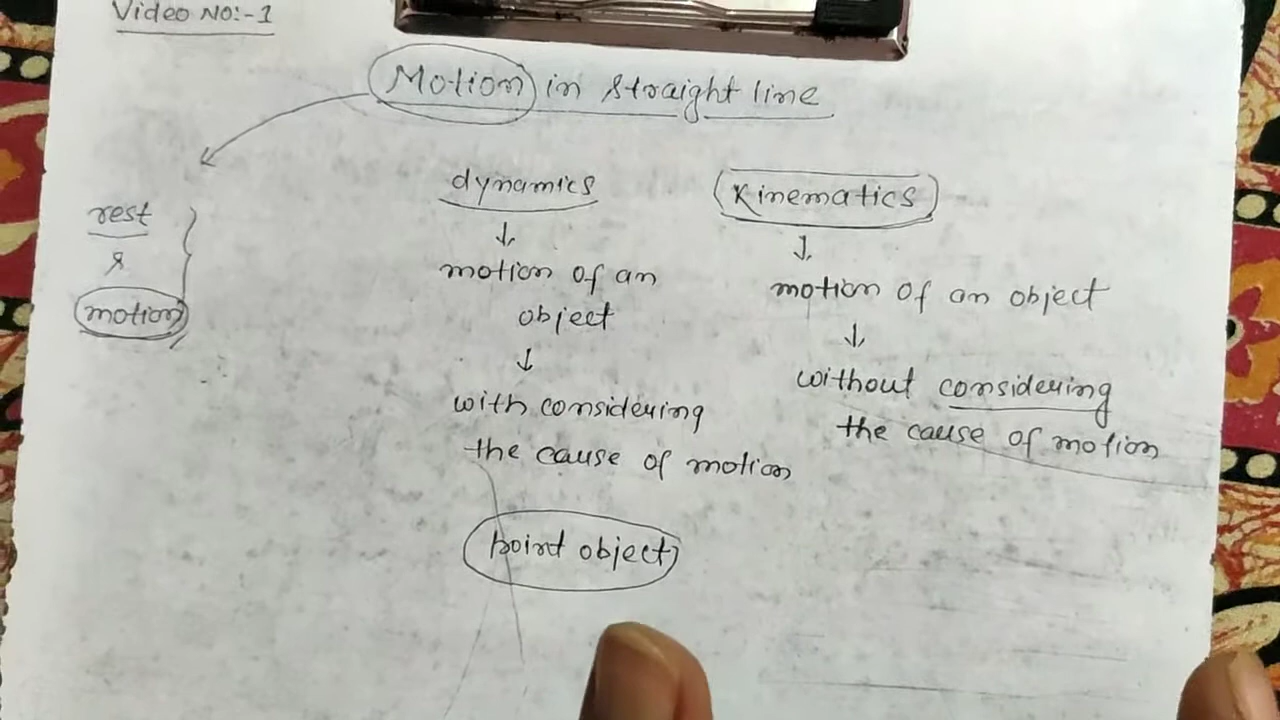 Video NO:-1
Motion in straight line
rest
&
motion
dynamics
↓
motion of an
object
↓
with considering
the cause of motion
Kinematics
↓
motion of an object
↓
without considering
the cause of motion
point object